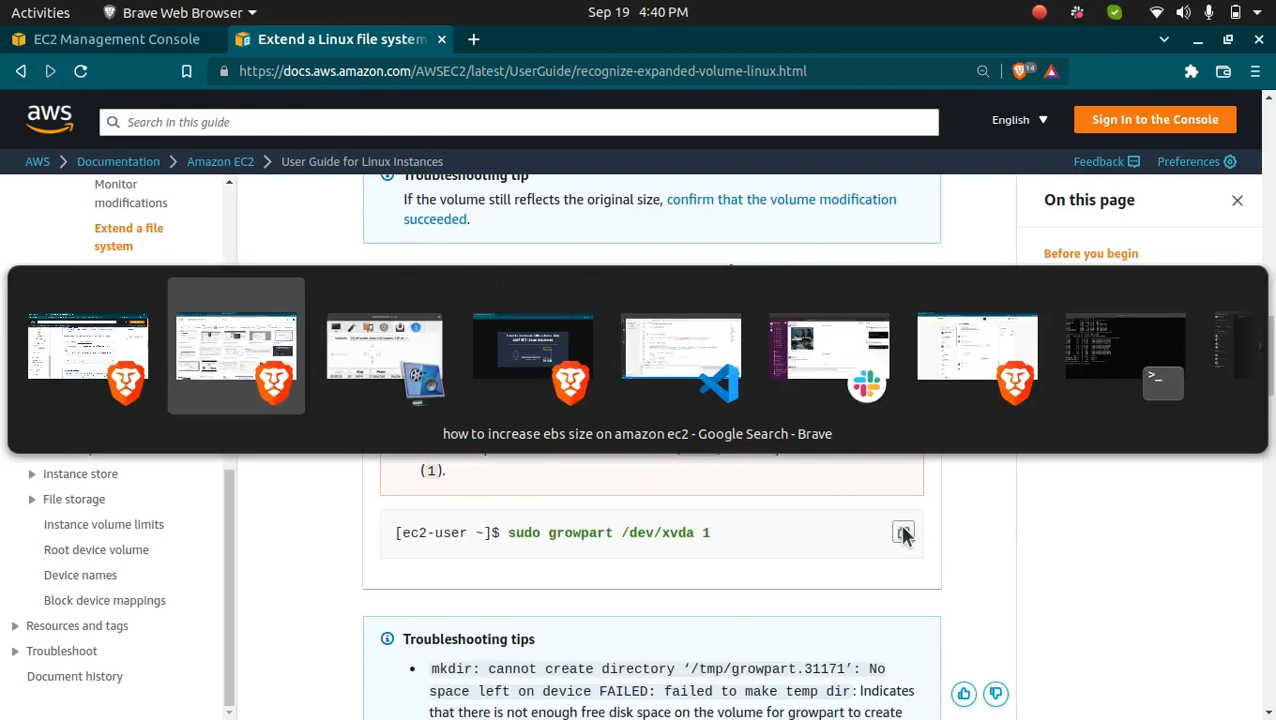 Activities
Brave Web Browser
Sep 19 4:40 PM
EC2 Management Console
Extend a Linux file system
https://docs.aws.amazon.com/AWSEC2/latest/UserGuide/recognize-expanded-volume-linux.html
14
aws
Search in this guide
English
Sign In to the Console
AWS
Documentation
Amazon EC2
User Guide for Linux Instances
Feedback
Preferences
Monitor
modifications
Extend a file
system
Troubleshooting tip
If the volume still reflects the original size, confirm that the volume modification
succeeded.
On this page
Before you begin
how to increase ebs size on amazon ec2 - Google Search - Brave
(1).
Instance store
File storage
Instance volume limits
Root device volume
Device names
Block device mappings
Resources and tags
Troubleshoot
Document history
[ec2-user ~]$ sudo growpart /dev/xvda 1
Troubleshooting tips
mkdir: cannot create directory ‘/tmp/growpart.31171’: No
space left on device FAILED: failed to make temp dir: Indicates
that there is not enough free disk space on the volume for growpart to create